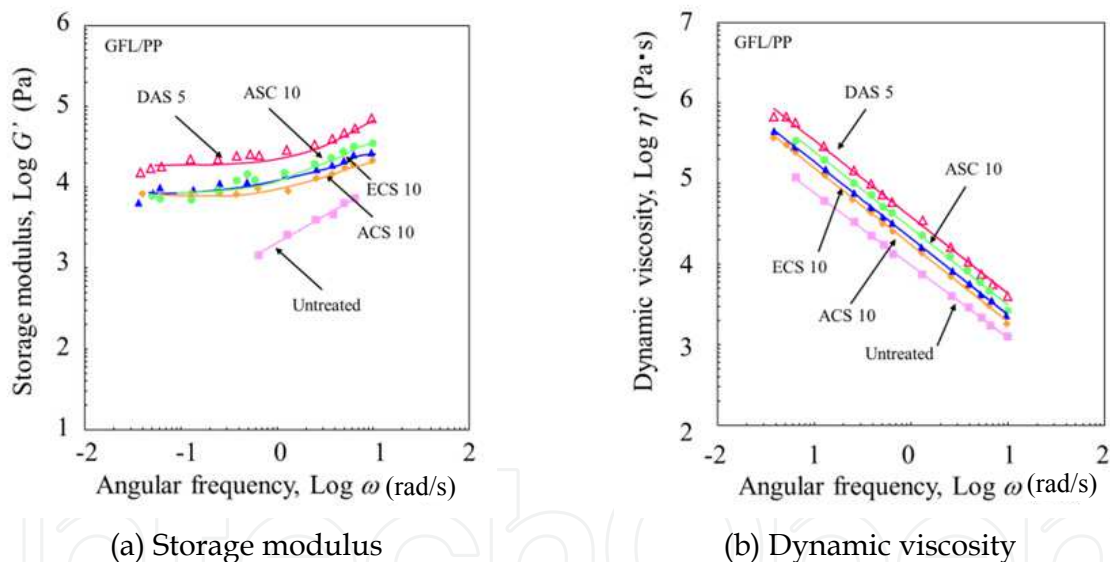 6
5
4
3
2
1
Storage modulus, Log G' (Pa)
GFL/PP
DAS 5
ASC 10
ECS 10
ACS 10
Untreated
-2
-1
0
1
2
Angular frequency, Log ω (rad/s)
(a) Storage modulus
7
6
5
4
3
2
Dynamic viscosity, Log η' (Pa•s)
GFL/PP
DAS 5
ASC 10
ECS 10
ACS 10
Untreated
-2
1
0
1
2
Angular frequency, Log ω (rad/s)
(b) Dynamic viscosity